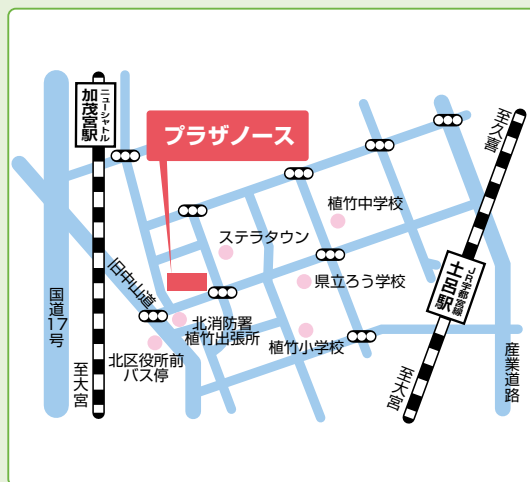 ニューシャトル
加茂宮駅
プラザノース
至久喜
植竹中学校
ステラタウン
JR宇都宮線
土呂駅
県立ろう学校
旧中山道
国道17号
北消防署
植竹出張所
植竹小学校
北区役所前
バス停
至大宮
至大宮
産業道路